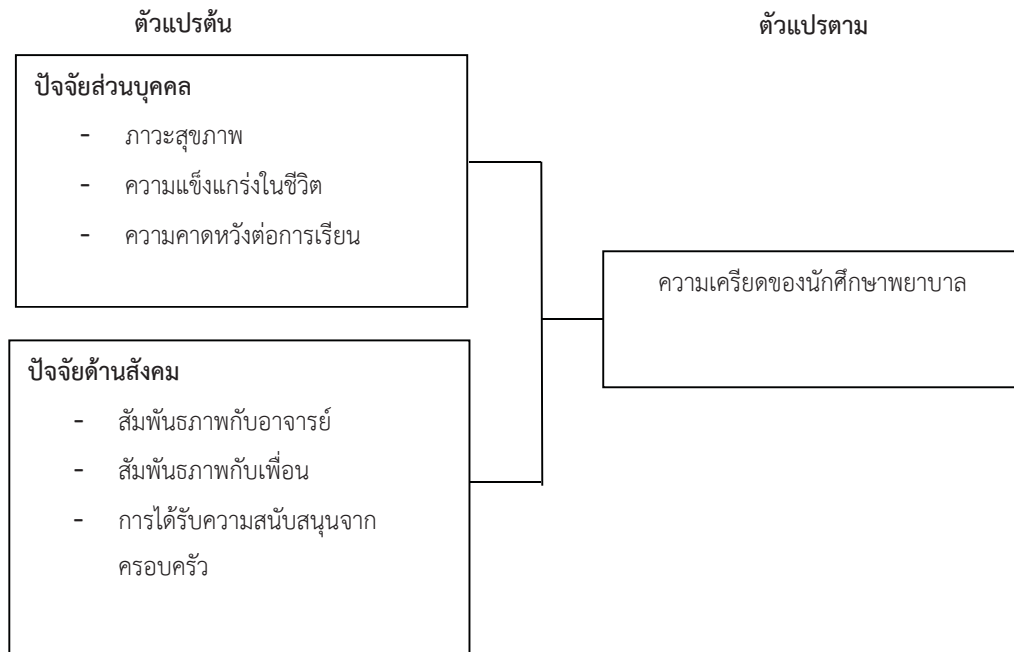 ตัวแปรต้น
ตัวแปรตาม
ปัจจัยส่วนบุคคล
- ภาวะสุขภาพ
- ความแข็งแกร่งในชีวิต
- ความคาดหวังต่อการเรียน
ความเครียดของนักศึกษาพยาบาล
ปัจจัยด้านสังคม
- สัมพันธภาพกับอาจารย์
- สัมพันธภาพกับเพื่อน
- การได้รับความสนับสนุนจาก
ครอบครัว